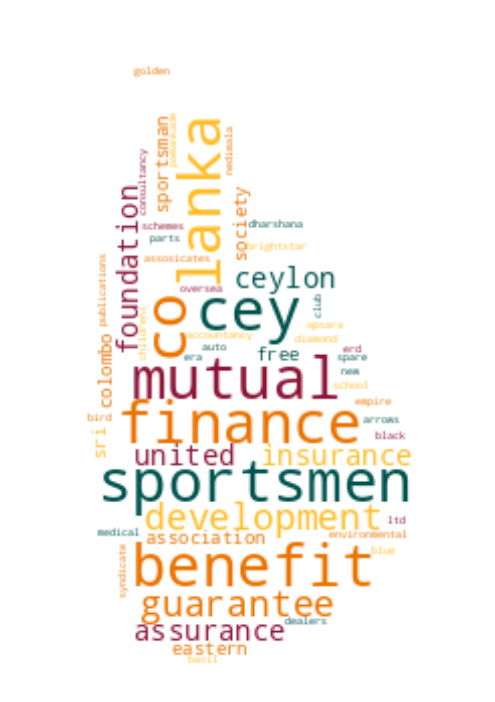 golden
lanka
sportsman
pamankade
nedimala
consultancy
foundation
society
schemes
dharshana
parts
brightstar
assosicates
publications
ceylon
oversea
cey
co
club
childrens
apsara
accountancy
diamond
colombo
auto
free
erd
era
spare
mutual
new
school
empire
finance
bird
arrows
sri
black
united
insurance
sportsmen
development
ltd
medical
association
environmental
benefit
blue
syndicate
guarantee
dealers
assurance
eastern
basil